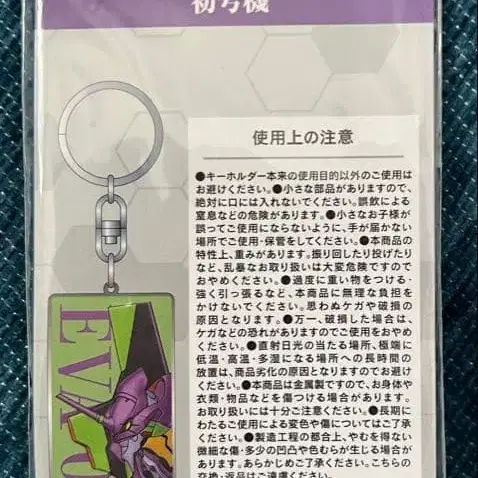 初号機
使用上の注意
●キーホルダー本来の使用目的以外のご使用は
お避けください。●小さな部品がありますので、
絶対に口には入れないでください。誤飲による
窒息などの危険があります。●小さなお子様が
誤ってご使用にならないように、手が届かない
場所でご使用・保管をしてください。●本商品の
特性上、重みがあります。振り回したり投げたり
など、乱暴なお取り扱いは大変危険ですので
おやめください。●過度に重い物をつける・
強く引っ張るなど、本商品に無理な負担を
かけないでください。思わぬケガや破損の
原因となります。●万一、破損した場合は、
ケガなどの恐れがありますのでご使用をおやめ
ください。●直射日光の当たる場所、極端に
低温・高温・多湿になる場所への長時間の
放置は、商品劣化の原因となりますのでお避け
ください。●本商品は金属製ですので、お身体や
衣類・物品などを傷つける場合があります。
お取り扱いには十分ご注意ください。●長期に
わたるご使用による変色や傷についてはご了承
ください。●製造工程の都合上、やむを得ない
微細な傷・多少の凹凸や色むらが生じる場合が
あります。あらかじめご了承ください。こちらの
交換・返品はご遠慮ください。
EVA